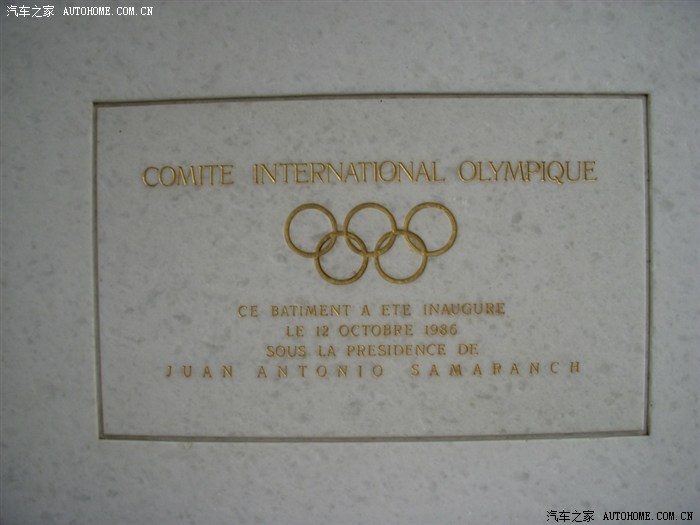 汽车之家 AUTOHOME.COM.CN
COMITE INTERNATIONAL OLYMPIQUE
CE BATIMENT A ETE INAUGURE
LE 12 OCTOBRE 1986
SOUS LA PRESIDENCE DE
JUAN ANTONIO SAMARANCH
汽车之家 AUTOHOME.COM.CN